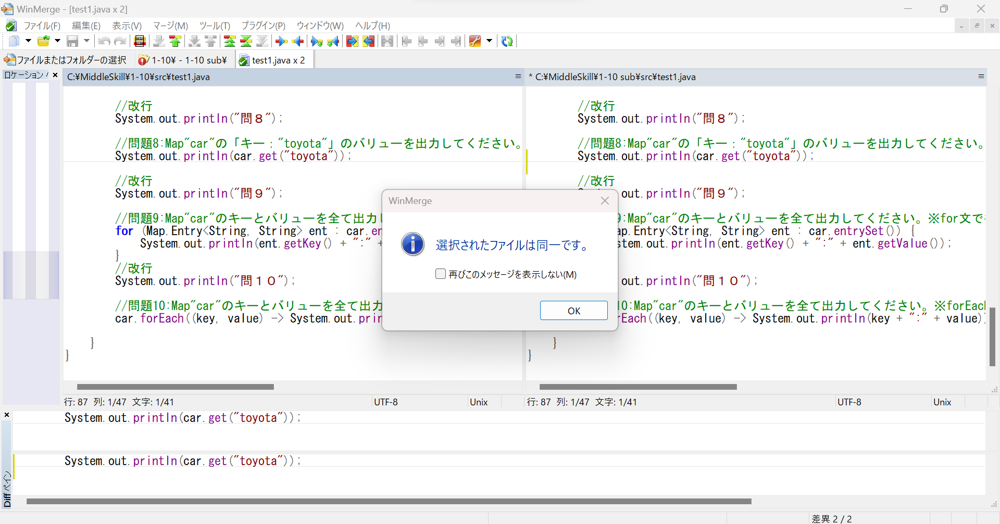 WinMerge - [test1.java x 2]
ファイル(F) 編集(E) 表示(V) マージ(M) ツール(T) プラグイン(P) ウィンドウ(W) ヘルプ(H)
ファイルまたはフォルダーの選択 1-10¥ - 1-10 sub¥ test1.java x 2
ロケーション
C:¥MiddleSkill¥1-10¥src¥test1.java
//改行
System.out.println("問８");
//問題8:Map"car"の「キー："toyota"」のバリューを出力してください。
System.out.println(car.get("toyota"));
//改行
System.out.println("問９");
//問題9:Map"car"のキーとバリューを全て出力
for (Map.Entry<String, String> ent : car.en
System.out.println(ent.getKey() + ":" +
}
//改行
System.out.println("問１０");
//問題10:Map"car"のキーとバリューを全て出力
car.forEach((key, value) -> System.out.prin
}
}
行: 87 列: 1/47 文字: 1/41 UTF-8 Unix
* C:¥MiddleSkill¥1-10 sub¥src¥test1.java
//改行
System.out.println("問８");
//問題8:Map"car"の「キー："toyota"」のバリューを出力してください。
System.out.println(car.get("toyota"));
//改行
out.println("問９");
9:Map"car"のキーとバリューを全て出力してください。※for文で
ap.Entry<String, String> ent : car.entrySet()) {
stem.out.println(ent.getKey() + ":" + ent.getValue());
out.println("問１０");
10:Map"car"のキーとバリューを全て出力してください。※forEach
rEach((key, value) -> System.out.println(key + ":" + value)
}
}
行: 87 列: 1/47 文字: 1/41 UTF-8 Unix
WinMerge
選択されたファイルは同一です。
再びこのメッセージを表示しない(M)
OK
Diff ペイン
System.out.println(car.get("toyota"));
System.out.println(car.get("toyota"));
差異 2 / 2